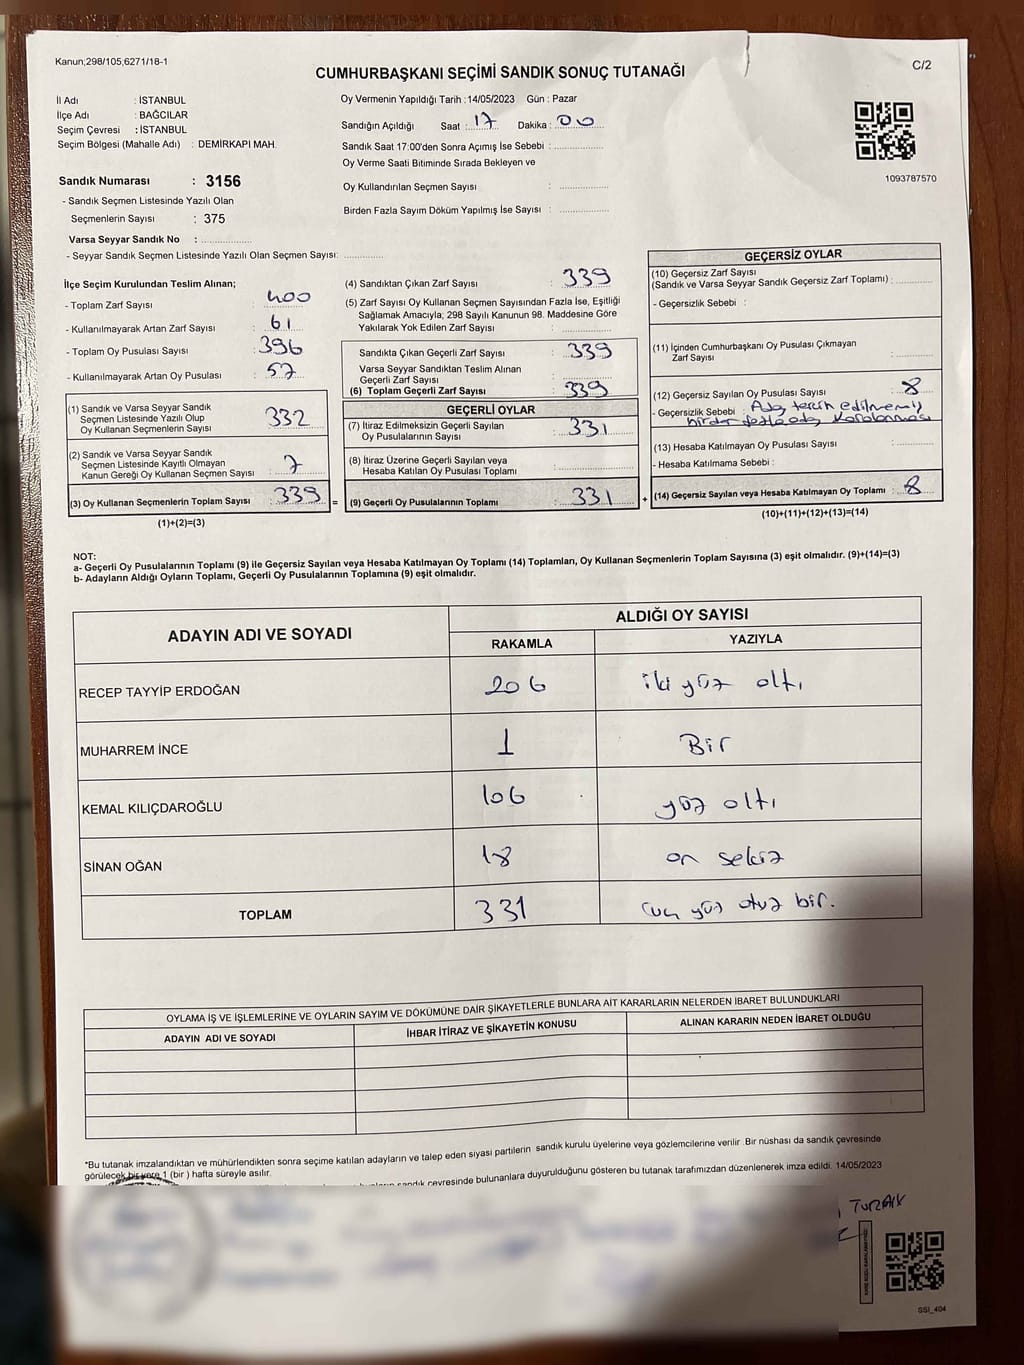 Kanun;298/105;6271/18-1
CUMHURBAŞKANI SEÇİMİ SANDIK SONUÇ TUTANAĞI
C/2
İl Adı : İSTANBUL
İlçe Adı : BAĞCILAR
Seçim Çevresi : İSTANBUL
Seçim Bölgesi (Mahalle Adı) : DEMİRKAPI MAH.
Oy Vermenin Yapıldığı Tarih : 14/05/2023 Gün : Pazar
Sandığın Açıldığı Saat : 17 Dakika : 00
Sandık Saat 17:00'den Sonra Açımış İse Sebebi :
Oy Verme Saati Bitiminde Sırada Bekleyen ve
Oy Kullandırılan Seçmen Sayısı :
Birden Fazla Sayım Döküm Yapılmış İse Sayısı :
1093787570
Sandık Numarası : 3156
- Sandık Seçmen Listesinde Yazılı Olan
Seçmenlerin Sayısı : 375
Varsa Seyyar Sandık No :
- Seyyar Sandık Seçmen Listesinde Yazılı Olan Seçmen Sayısı:
İlçe Seçim Kurulundan Teslim Alınan;
- Toplam Zarf Sayısı : 400
- Kullanılmayarak Artan Zarf Sayısı : 61
- Toplam Oy Pusulası Sayısı : 396
- Kullanılmayarak Artan Oy Pusulası : 57
(1) Sandık ve Varsa Seyyar Sandık
Seçmen Listesinde Yazılı Olup
Oy Kullanan Seçmenlerin Sayısı : 332
(2) Sandık ve Varsa Seyyar Sandık
Seçmen Listesinde Kayıtlı Olmayan
Kanun Gereği Oy Kullanan Seçmen Sayısı : 7
(3) Oy Kullanan Seçmenlerin Toplam Sayısı : 339 =
(1)+(2)=(3)
(4) Sandıktan Çıkan Zarf Sayısı : 339
(5) Zarf Sayısı Oy Kullanan Seçmen Sayısından Fazla İse, Eşitliği
Sağlamak Amacıyla; 298 Sayılı Kanunun 98. Maddesine Göre
Yakılarak Yok Edilen Zarf Sayısı :
Sandıkta Çıkan Geçerli Zarf Sayısı : 339
Varsa Seyyar Sandıktan Teslim Alınan
Geçerli Zarf Sayısı :
(6) Toplam Geçerli Zarf Sayısı : 339
GEÇERLİ OYLAR
(7) İtiraz Edilmeksizin Geçerli Sayılan
Oy Pusulalarının Sayısı : 331
(8) İtiraz Üzerine Geçerli Sayılan veya
Hesaba Katılan Oy Pusulası Toplamı :
(9) Geçerli Oy Pusulalarının Toplamı : 331 +
GEÇERSİZ OYLAR
(10) Geçersiz Zarf Sayısı
(Sandık ve Varsa Seyyar Sandık Geçersiz Zarf Toplamı) :
- Geçersizlik Sebebi :
(11) İçinden Cumhurbaşkanı Oy Pusulası Çıkmayan
Zarf Sayısı :
(12) Geçersiz Sayılan Oy Pusulası Sayısı : 8
- Geçersizlik Sebebi : tercih edilmemiş
birden fazla aday karalanması
(13) Hesaba Katılmayan Oy Pusulası Sayısı :
- Hesaba Katılmama Sebebi :
(14) Geçersiz Sayılan veya Hesaba Katılmayan Oy Toplamı : 8
(10)+(11)+(12)+(13)=(14)
NOT:
a- Geçerli Oy Pusulalarının Toplamı (9) ile Geçersiz Sayılan veya Hesaba Katılmayan Oy Toplamı (14) Toplamları, Oy Kullanan Seçmenlerin Toplam Sayısına (3) eşit olmalıdır. (9)+(14)=(3)
b- Adayların Aldığı Oyların Toplamı, Geçerli Oy Pusulalarının Toplamına (9) eşit olmalıdır.
ADAYIN ADI VE SOYADI
ALDIĞI OY SAYISI
RAKAMLA YAZIYLA
RECEP TAYYİP ERDOĞAN 206 iki yüz altı
MUHARREM İNCE 1 Bir
KEMAL KILIÇDAROĞLU 106 yüz altı
SİNAN OĞAN 18 on sekiz
TOPLAM 331 üç yüz otuz bir.
OYLAMA İŞ VE İŞLEMLERİNE VE OYLARIN SAYIM VE DÖKÜMÜNE DAİR ŞİKAYETLERLE BUNLARA AİT KARARLARIN NELERDEN İBARET BULUNDUKLARI
ADAYIN ADI VE SOYADI İHBAR İTİRAZ VE ŞİKAYETİN KONUSU ALINAN KARARIN NEDEN İBARET OLDUĞU
*Bu tutanak imzalandıktan ve mühürlendikten sonra seçime katılan adayların ve talep eden siyasi partilerin sandık kurulu üyelerine veya gözlemcilerine verilir .Bir nüshası da sandık çevresinde
görülecek bir yere 1 (bir ) hafta süreyle asılır.
sandık çevresinde bulunanlara duyurulduğunu gösteren bu tutanak tarafımızdan düzenlenerek imza edildi. 14/05/2023
SSI_404